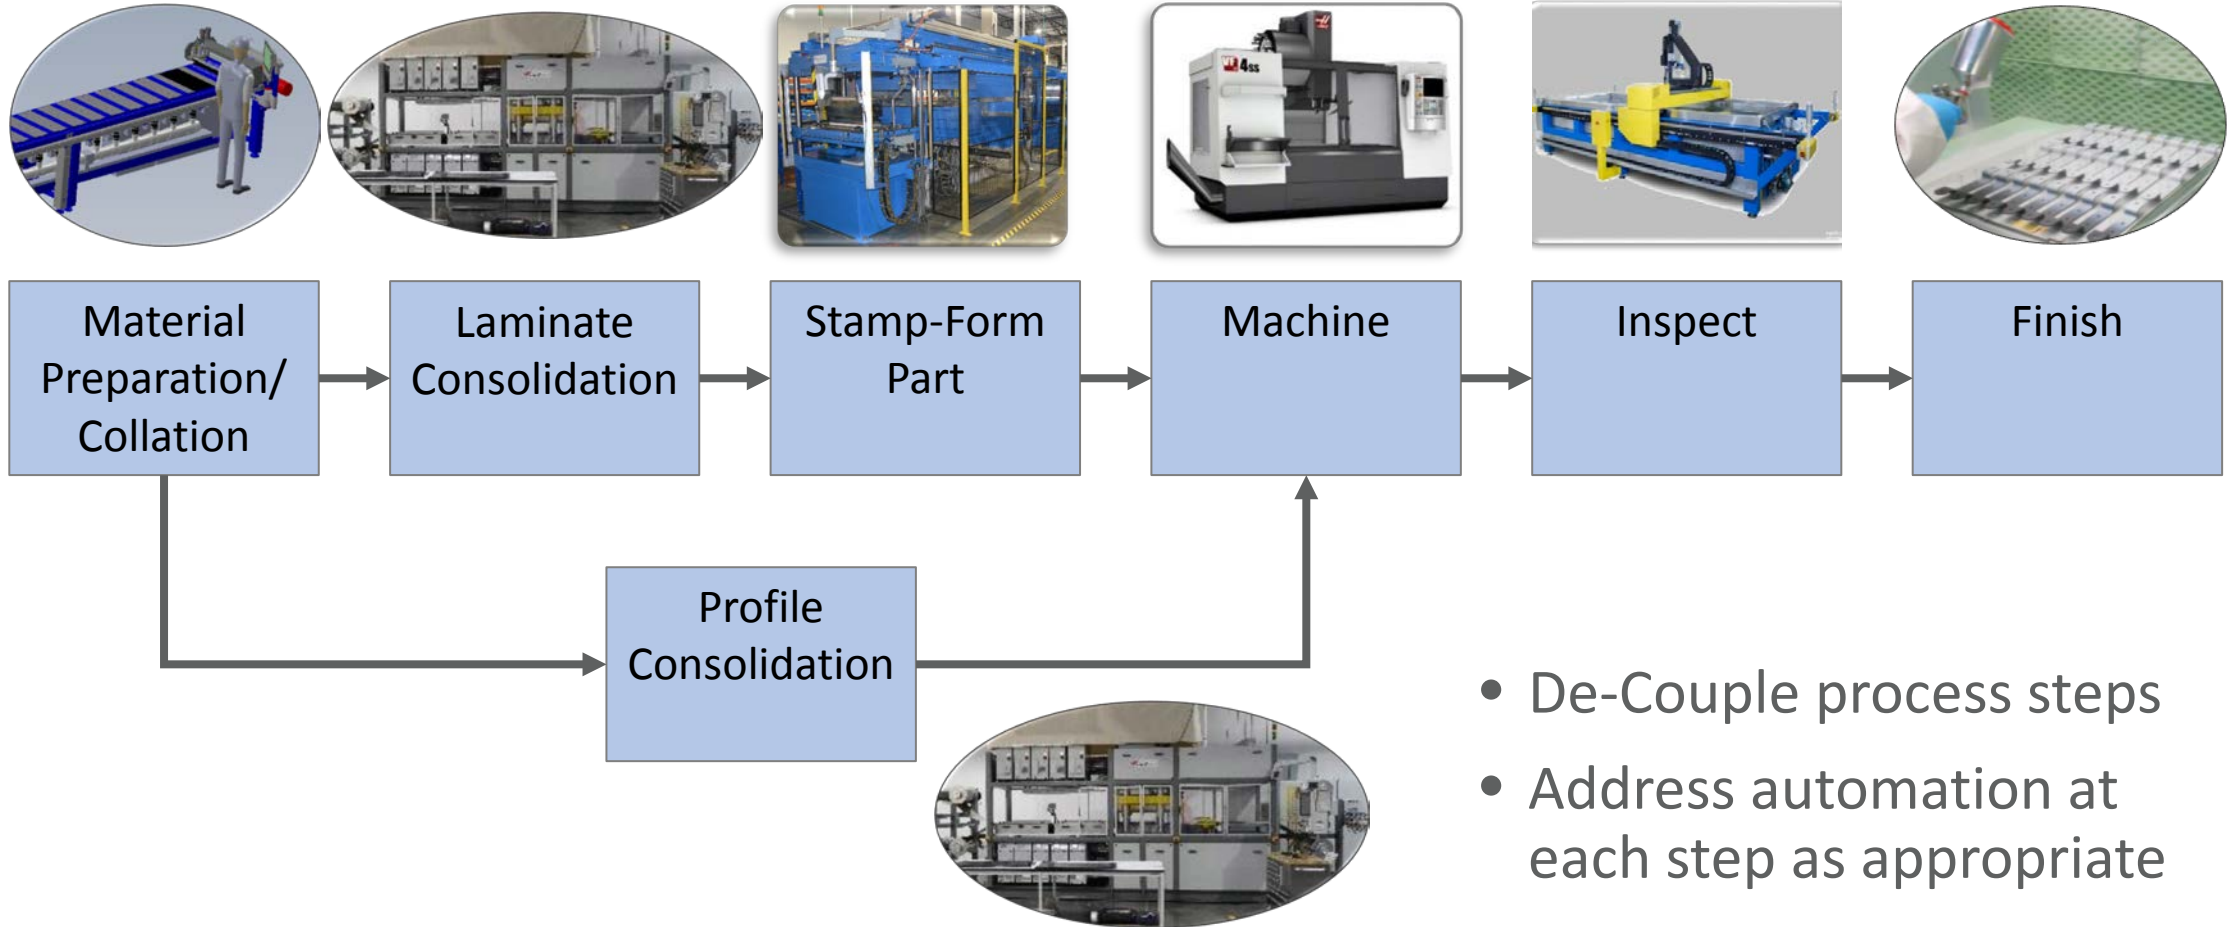 4SS
Material
Preparation/
Collation
Laminate
Consolidation
Stamp-Form
Part
Machine
Inspect
Finish
Profile
Consolidation
• De-Couple process steps
• Address automation at
each step as appropriate